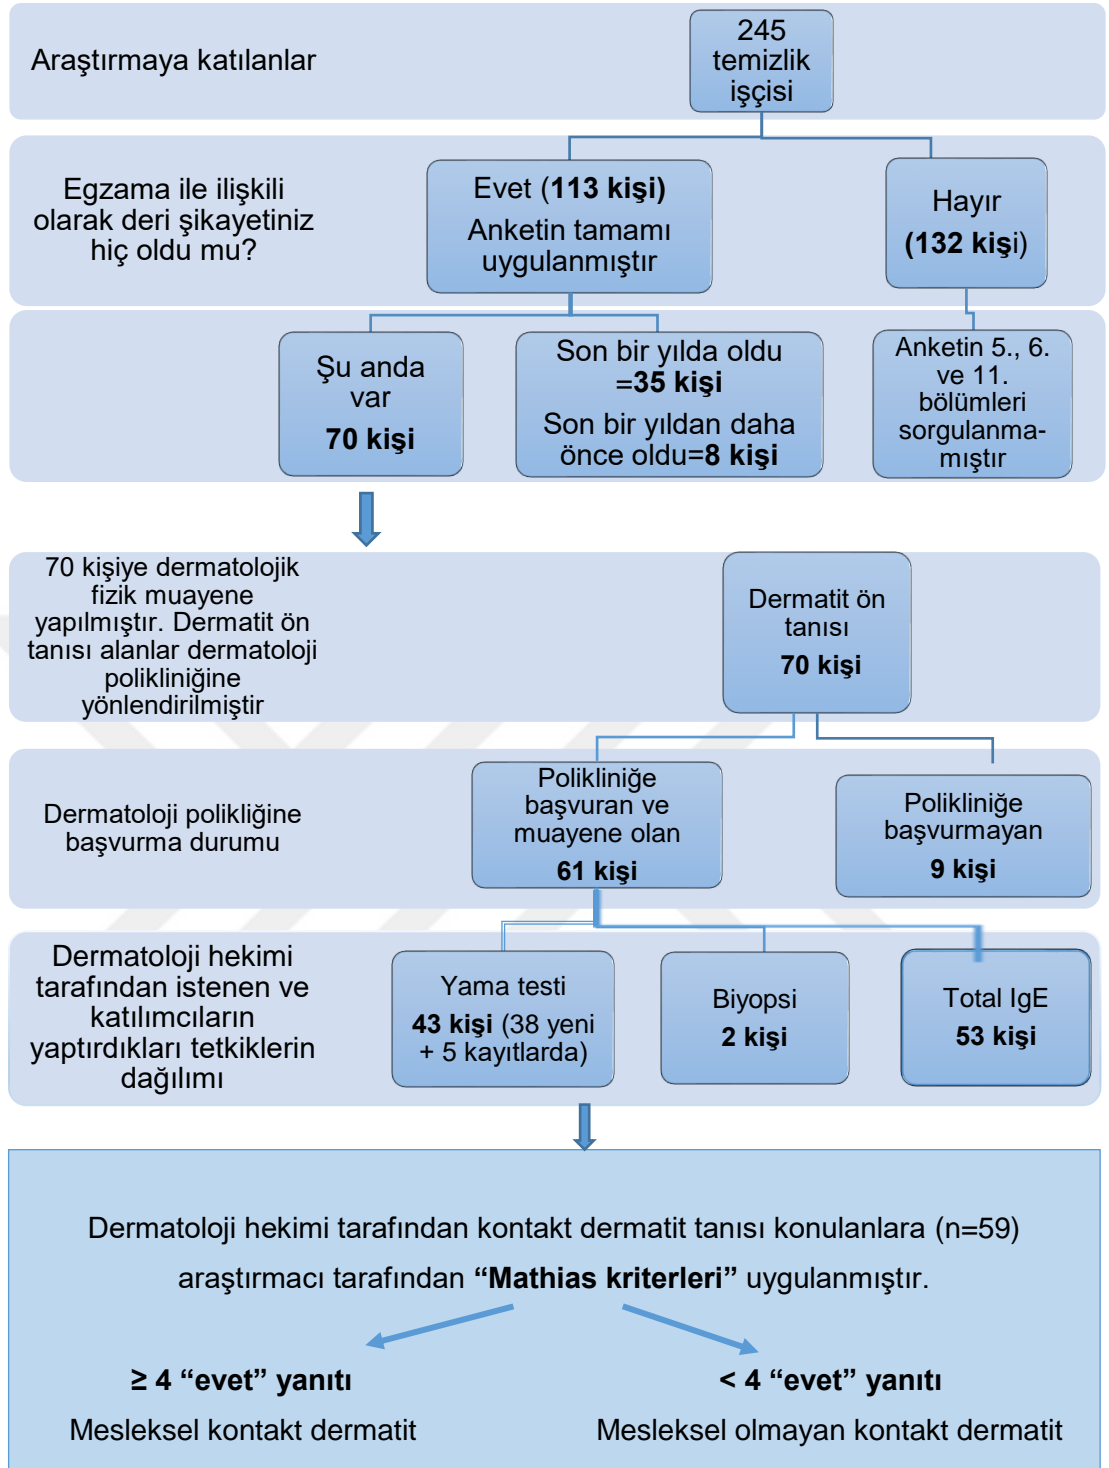 Araştırmaya katılanlar
245
temizlik
işçisi
Egzama ile ilişkili
olarak deri şikayetiniz
hiç oldu mu?
Evet (113 kişi)
Anketin tamamı
uygulanmıştır
Hayır
(132 kişi)
Şu anda
var
70 kişi
Son bir yılda oldu
=35 kişi
Son bir yıldan daha
önce oldu=8 kişi
Anketin 5., 6.
ve 11.
bölümleri
sorgulanma-
mıştır
70 kişiye dermatolojik
fizik muayene
yapılmıştır. Dermatit ön
tanısı alanlar dermatoloji
polikliniğine
yönlendirilmiştir
Dermatit ön
tanısı
70 kişi
Dermatoloji polikliğine
başvurma durumu
Polikliniğe
başvuran ve
muayene olan
61 kişi
Polikliniğe
başvurmayan
9 kişi
Dermatoloji hekimi
tarafından istenen ve
katılımcıların
yaptırdıkları tetkiklerin
dağılımı
Yama testi
43 kişi (38 yeni
+ 5 kayıtlarda)
Biyopsi
2 kişi
Total IgE
53 kişi
Dermatoloji hekimi tarafından kontakt dermatit tanısı konulanlara (n=59)
araştırmacı tarafından “Mathias kriterleri” uygulanmıştır.
≥ 4 “evet” yanıtı
Mesleksel kontakt dermatit
< 4 “evet” yanıtı
Mesleksel olmayan kontakt dermatit